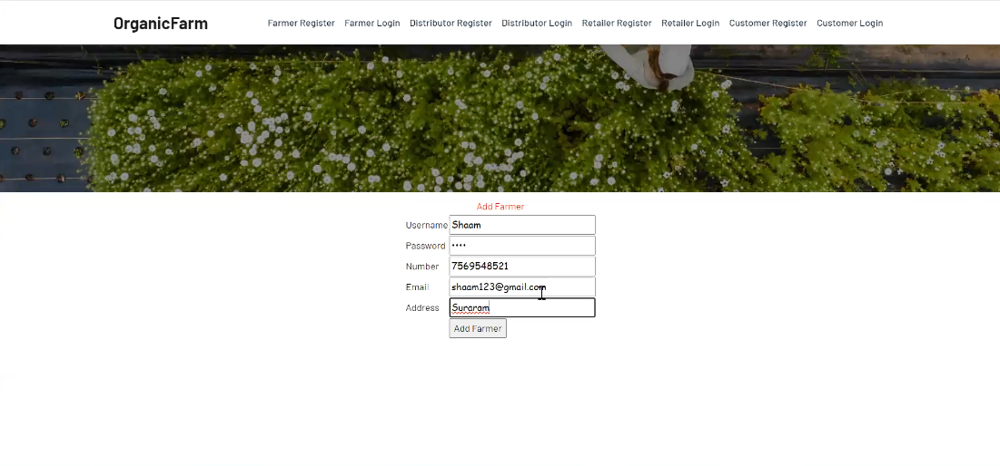 OrganicFarm Farmer Register Farmer Login Distributor Register Distributor Login Retailer Register Retailer Login Customer Register Customer Login
Add Farmer
Username Shaam
Password ••••
Number 7569548521
Email shaam123@gmail.com
Address Suraram
Add Farmer